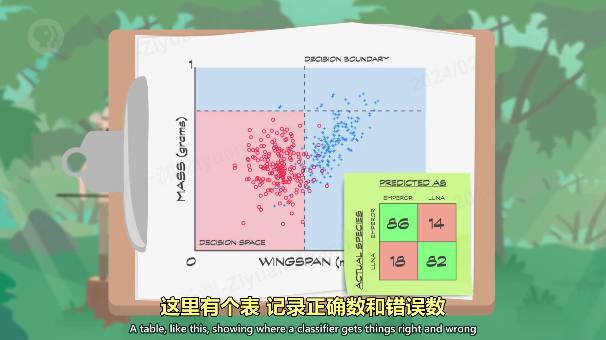 DECISION BOUNDARY
1
MASS (grams)
DECISION SPACE
0
WINGSPAN (m
PREDICTED AS
EMPEROR LUNA
ACTUAL SPECIES
EMPEROR 86 14
LUNA 18 82
这里有个表 记录正确数和错误数
A table, like this, showing where a classifier gets things right and wrong